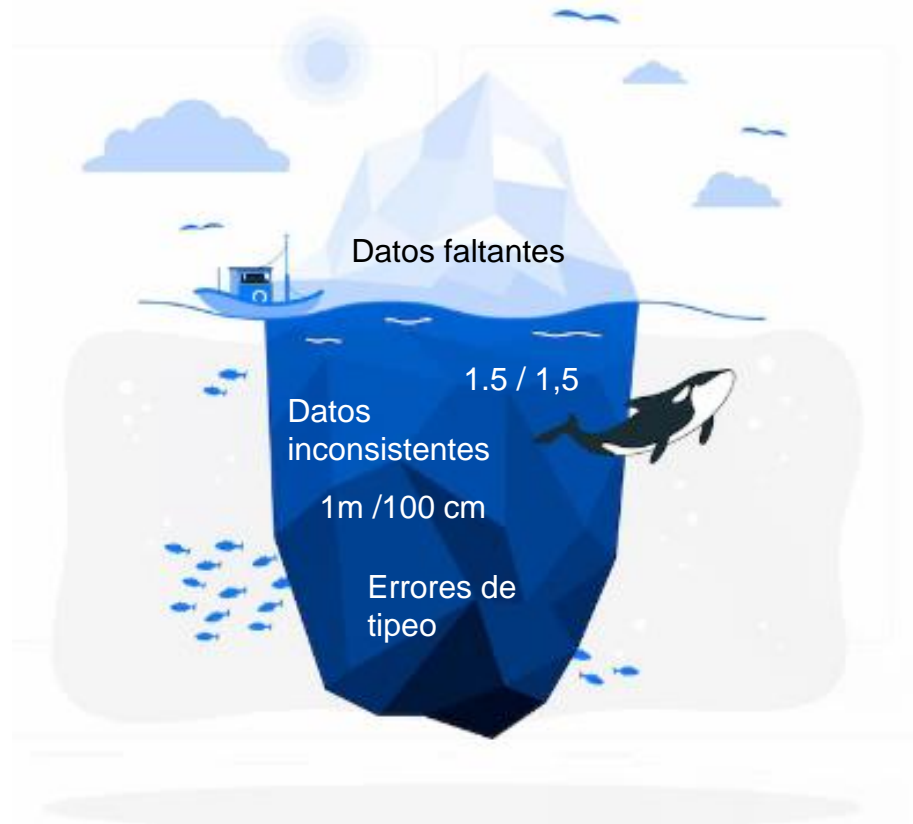 Datos faltantes
1.5 / 1,5
Datos
inconsistentes
1m /100 cm
Errores de
tipeo